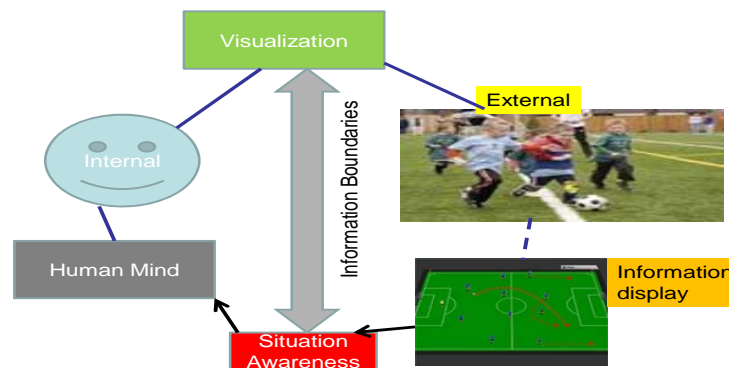 Visualization
External
Internal
Information Boundaries
Human Mind
Information
display
Situation
Awareness